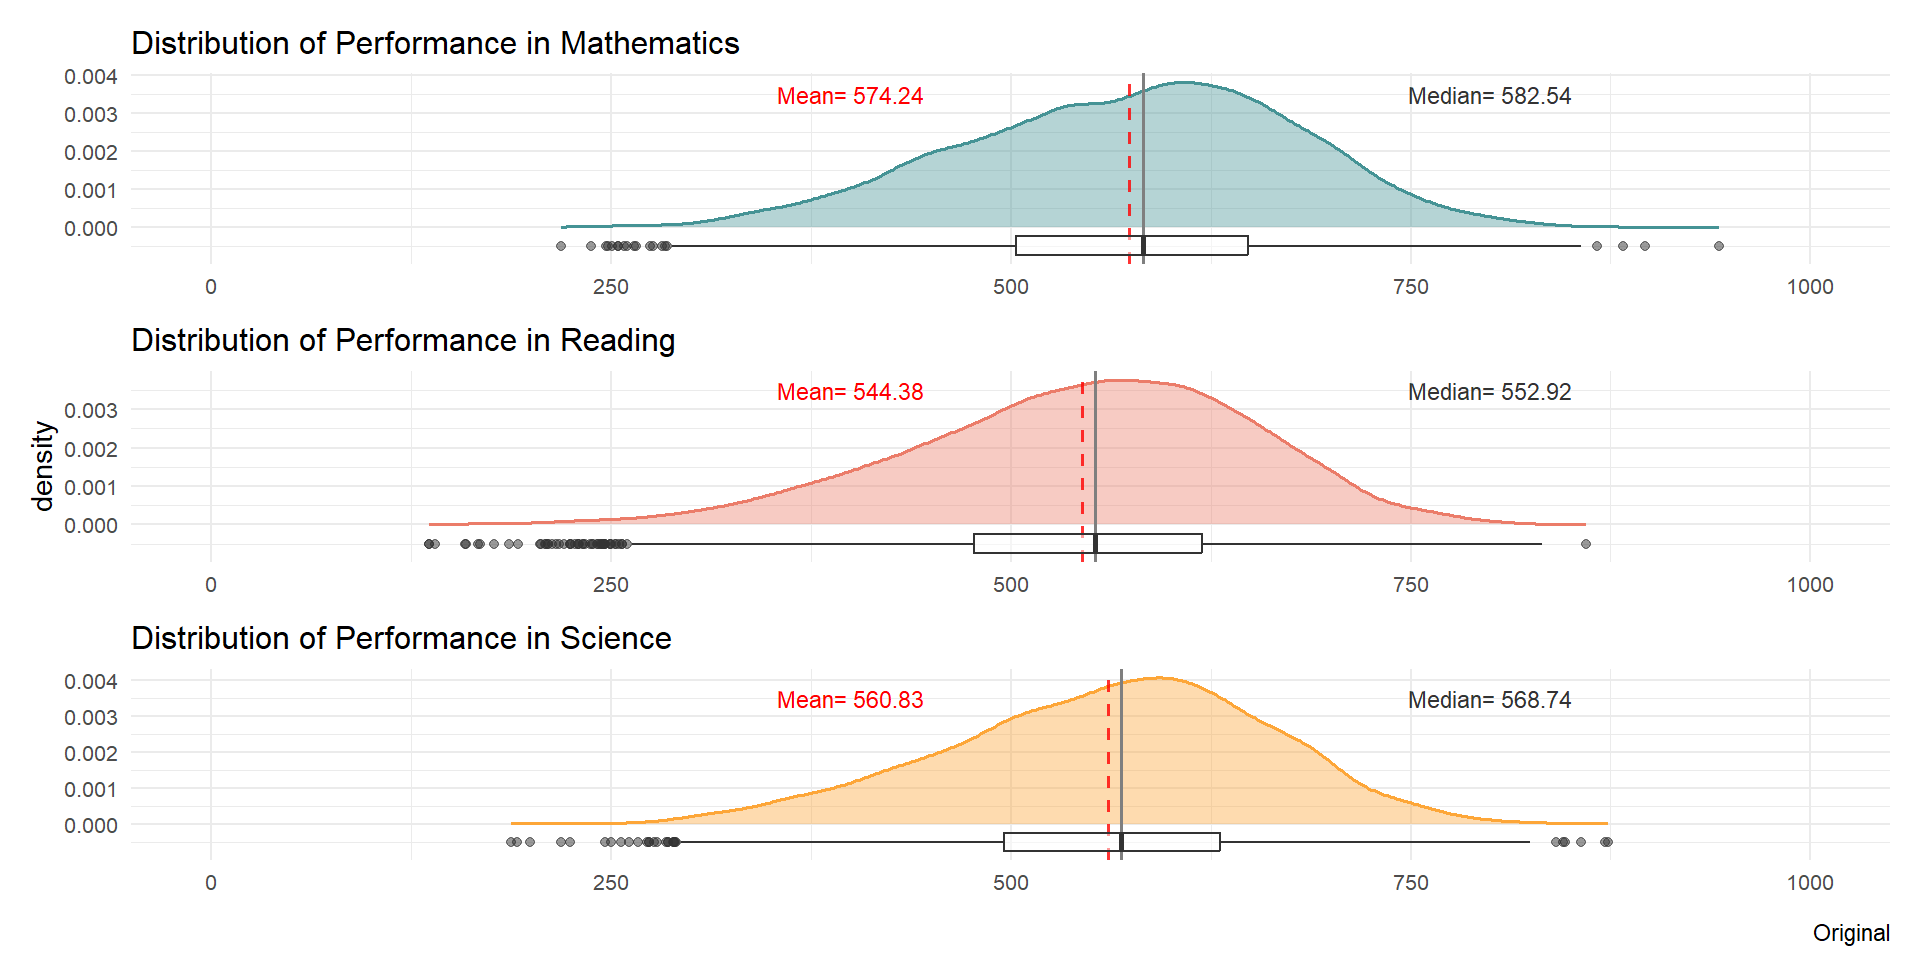 Distribution of Performance in Mathematics
0.004
0.003
0.002
0.001
0.000
Mean= 574.24
Median= 582.54
0 250 500 750 1000
Distribution of Performance in Reading
density
0.003
0.002
0.001
0.000
Mean= 544.38
Median= 552.92
0 250 500 750 1000
Distribution of Performance in Science
0.004
0.003
0.002
0.001
0.000
Mean= 560.83
Median= 568.74
0 250 500 750 1000
Original